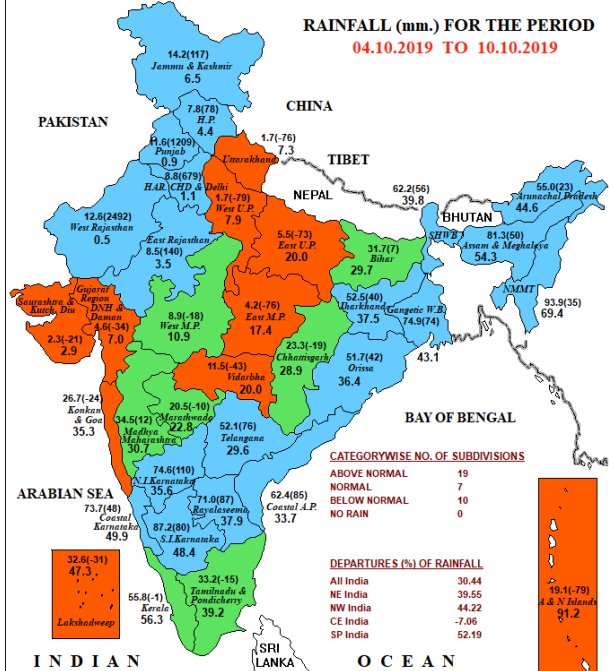 RAINFALL (mm.) FOR THE PERIOD
04.10.2019 TO 10.10.2019
14.2(117)
Jammu & Kashmir
6.5
7.8(78)
H.P.
4.4
CHINA
PAKISTAN
11.6(1209)
Punjab
0.9
1.7(-76)
7.3
Uttarakhand
TIBET
8.8(679)
HAR. CHD & Delhi
1.1
1.7(-79)
West U.P.
7.9
NEPAL
62.2(56)
39.8
BHUTAN
55.0(23)
Arunachal Pradesh
44.6
12.6(2492)
West Rajasthan
0.5
East Rajasthan
8.5(140)
3.5
5.5(-73)
East U.P.
20.0
31.7(7)
Bihar
29.7
SHWB
81.3(50)
Assam & Meghalaya
54.3
NMMT
93.9(35)
69.4
Saurashtra &
Kutch, Diu
2.3(-21)
2.9
Gujarat
Region
DNH &
Daman
4.6(-34)
7.0
8.9(-18)
West M.P.
10.9
4.2(-76)
East M.P.
17.4
52.5(40)
Jharkhand
37.5
Gangetic W.B.
74.9(74)
43.1
23.3(-19)
Chhattisgarh
28.9
51.7(42)
Orissa
36.4
11.5(-43)
Vidarbha
20.0
26.7(-24)
Konkan
& Goa
35.3
34.5(12)
Madhya
Maharashtra
30.7
20.5(-10)
Marathwada
22.8
52.1(76)
Telangana
29.6
BAY OF BENGAL
74.6(110)
N.I.Karnataka
35.6
71.0(87)
Rayalaseema
37.9
62.4(85)
Coastal A.P.
33.7
ARABIAN SEA
73.7(48)
Coastal
Karnataka
49.9
87.2(80)
S.I.Karnataka
48.4
CATEGORYWISE NO. OF SUBDIVISIONS
ABOVE NORMAL 19
NORMAL 7
BELOW NORMAL 10
NO RAIN 0
32.6(-31)
47.3
Lakshadweep
55.8(-1)
Kerala
56.3
33.2(-15)
Tamilnadu &
Pondicherry
39.2
DEPARTURES (%) OF RAINFALL
All India 30.44
NE India 39.55
NW India 44.22
CE India -7.06
SP India 52.19
19.1(-79)
A & N Islands
91.2
SRI
LANKA
INDIAN OCEAN